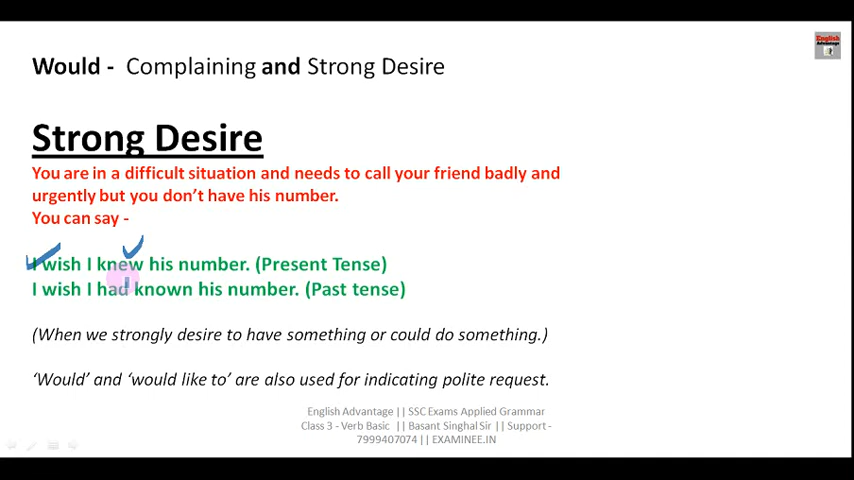 English
Advantage
Would - Complaining and Strong Desire
Strong Desire
You are in a difficult situation and needs to call your friend badly and
urgently but you don't have his number.
You can say -
I wish I knew his number. (Present Tense)
I wish I had known his number. (Past tense)
(When we strongly desire to have something or could do something.)
‘Would’ and ‘would like to’ are also used for indicating polite request.
English Advantage || SSC Exams Applied Grammar
Class 3 - Verb Basic || Basant Singhal Sir || Support -
7999407074 || EXAMINEE.IN